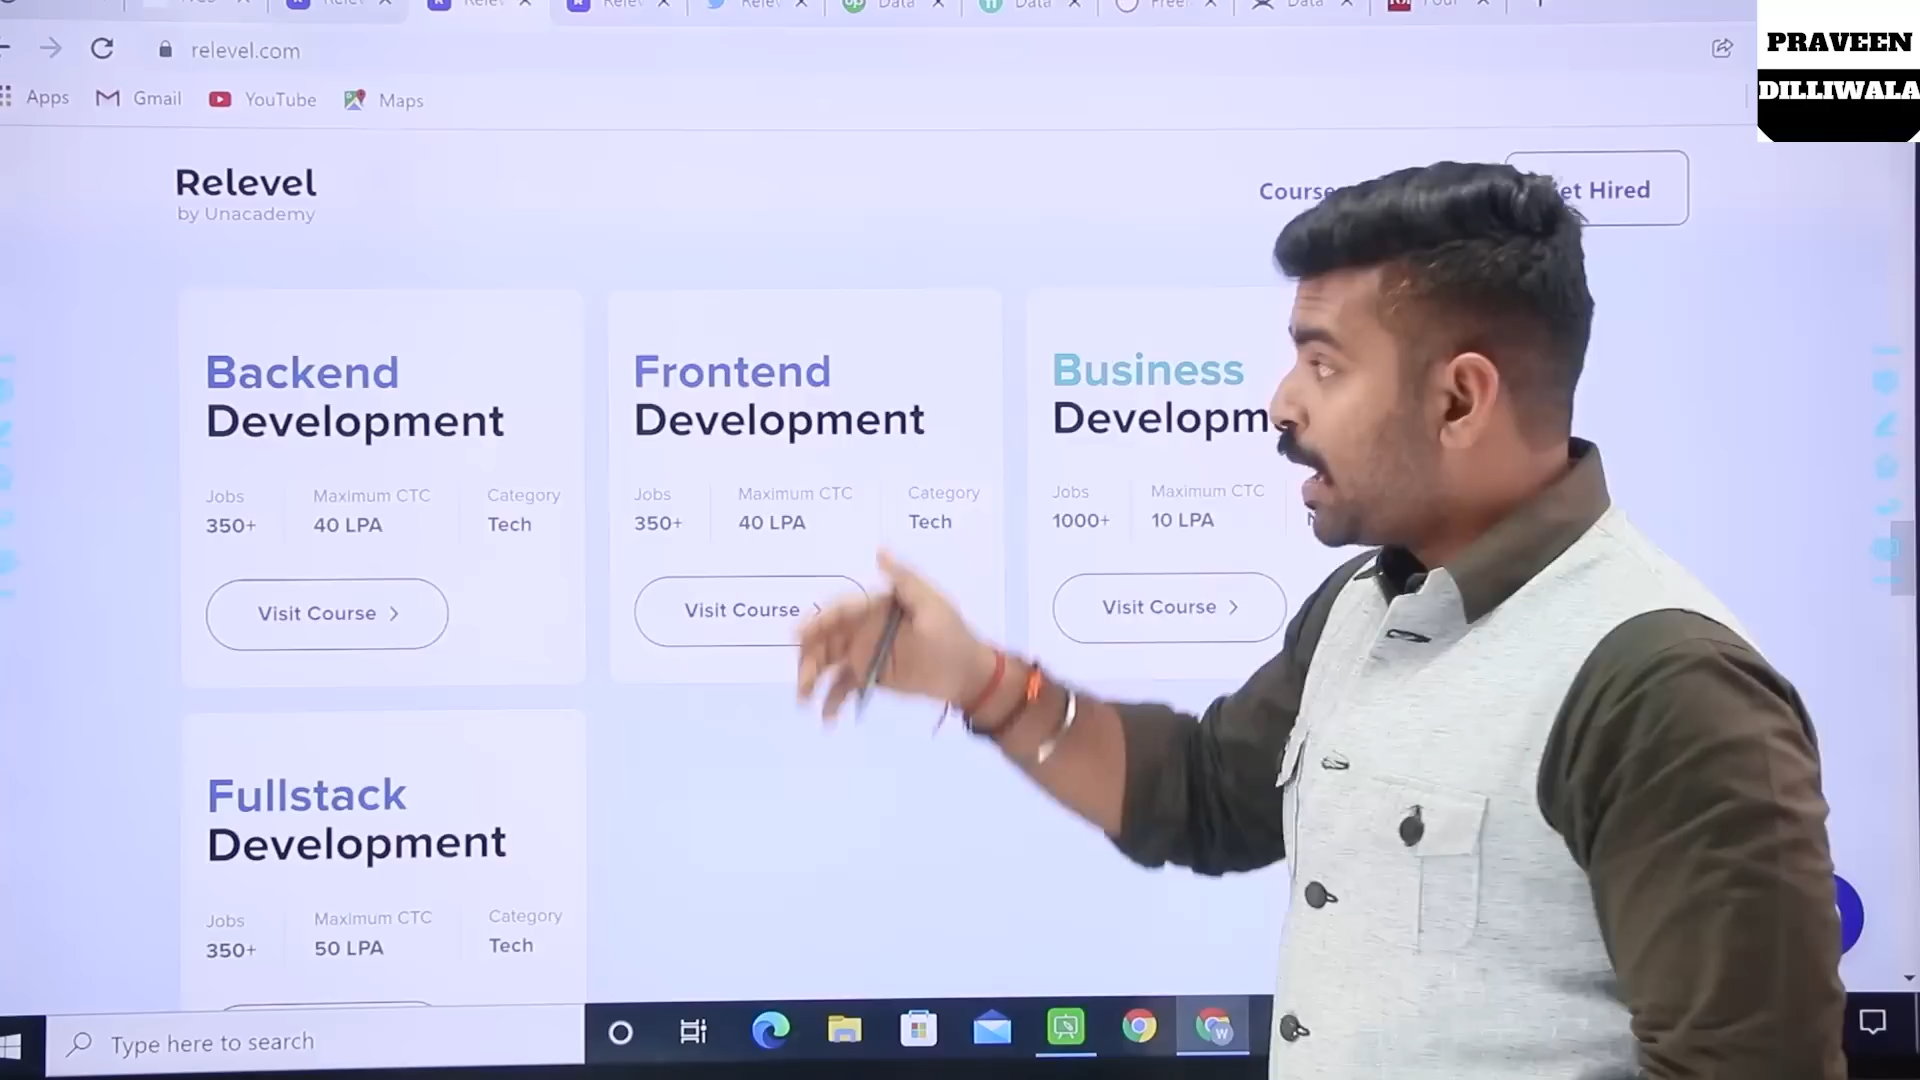 Data
Data
relevel.com
Apps
Gmail
YouTube
Maps
PRAVEEN
DILLIWALA
Relevel
by Unacademy
Hired
Backend
Development
Jobs
350+
Maximum CTC
40 LPA
Category
Tech
Visit Course >
Frontend
Development
Jobs
350+
Maximum CTC
40 LPA
Category
Tech
Visit Course >
Business
Developm
Jobs
1000+
Maximum CTC
10 LPA
Visit Course >
Fullstack
Development
Jobs
350+
Maximum CTC
50 LPA
Category
Tech
Type here to search